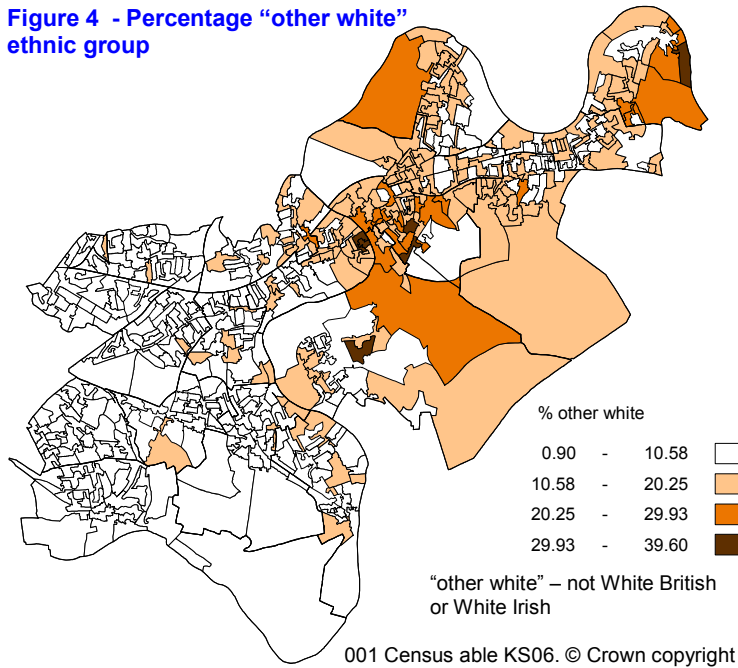 Figure 4 - Percentage “other white”
ethnic group
% other white
0.90 - 10.58
10.58 - 20.25
20.25 - 29.93
29.93 - 39.60
“other white” – not White British
or White Irish
001 Census able KS06. © Crown copyright